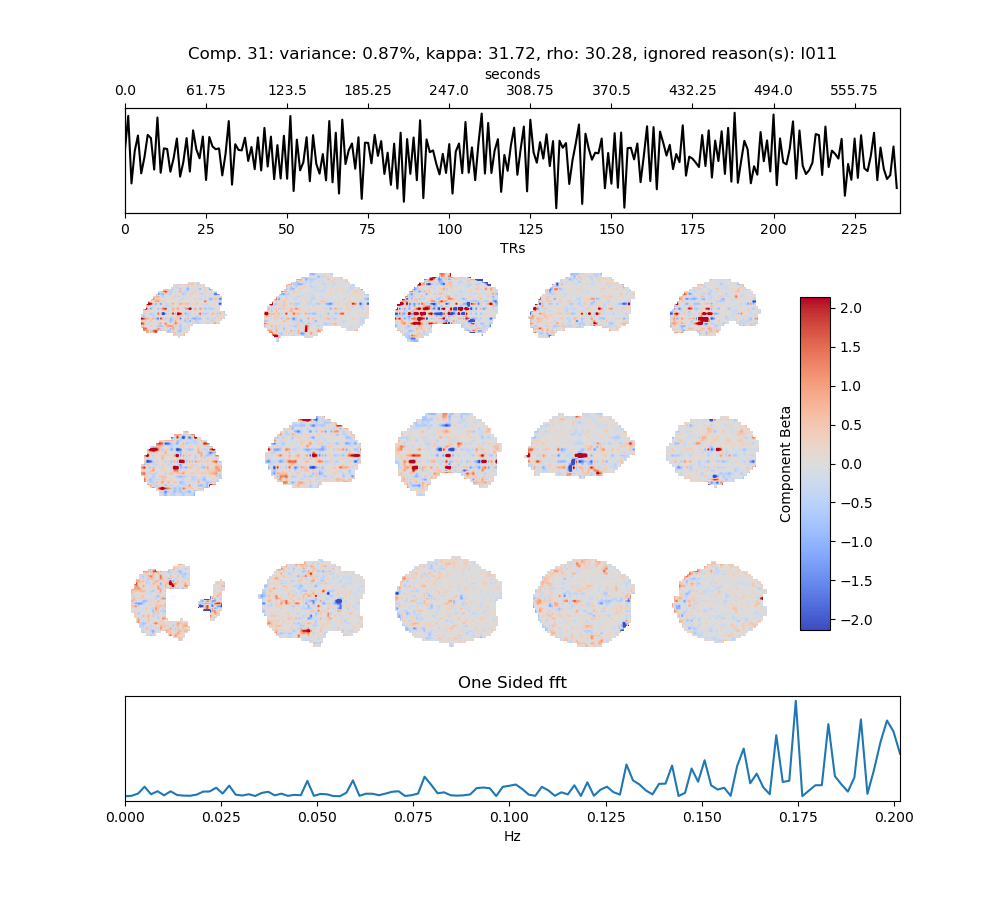 Comp. 31: variance: 0.87%, kappa: 31.72, rho: 30.28, ignored reason(s): I011
seconds
0.0 61.75 123.5 185.25 247.0 308.75 370.5 432.25 494.0 555.75
0 25 50 75 100 125 150 175 200 225
TRs
2.0
1.5
1.0
0.5
0.0
−0.5
−1.0
−1.5
−2.0
Component Beta
One Sided fft
0.000 0.025 0.050 0.075 0.100 0.125 0.150 0.175 0.200
Hz